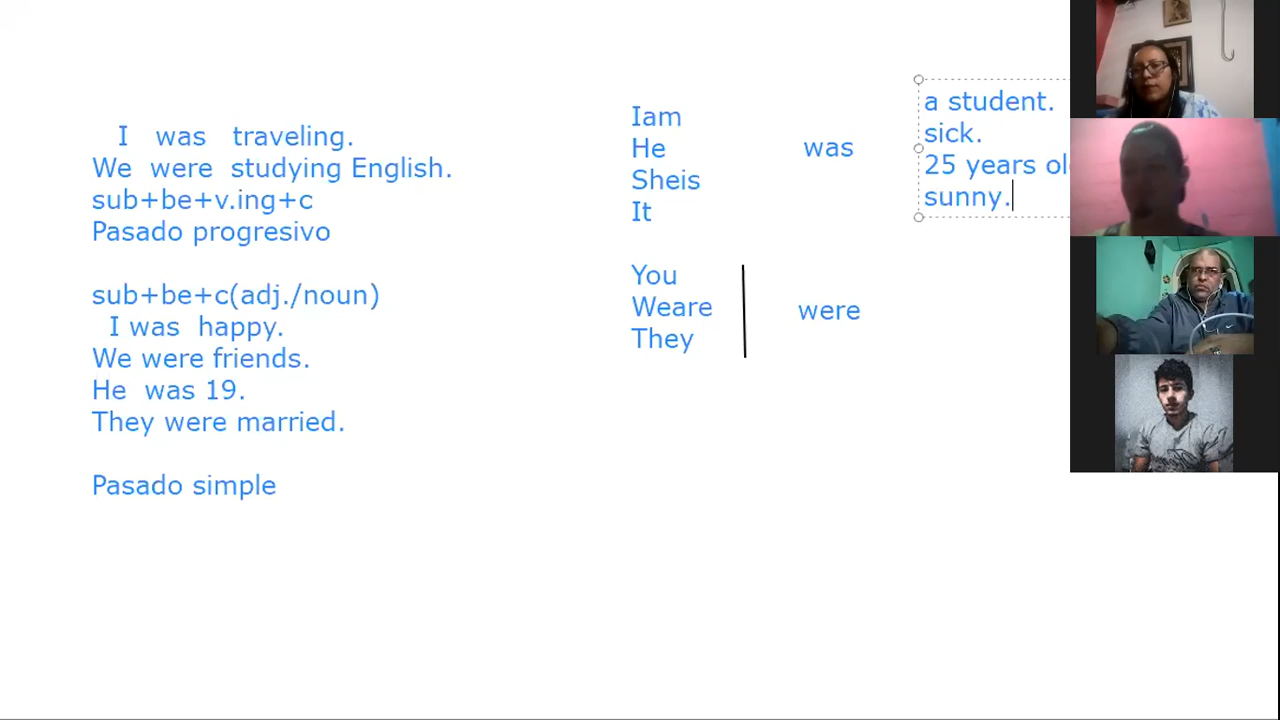 I was traveling.
We were studying English.
sub+be+v.ing+c
Pasado progresivo
sub+be+c(adj./noun)
I was happy.
We were friends.
He was 19.
They were married.
Pasado simple
Iam
He
Sheis
It
was
You
Weare
They
were
a student.
sick.
25 years
sunny.